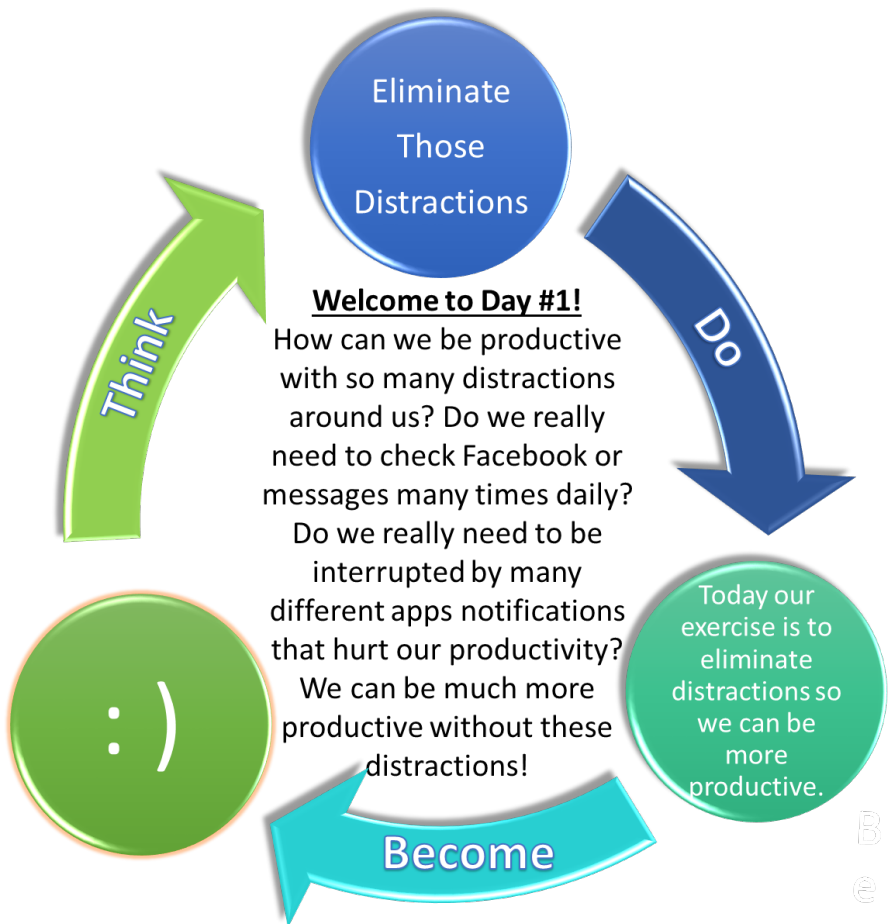 Eliminate
Those
Distractions
Think
Do
Welcome to Day #1!
How can we be productive
with so many distractions
around us? Do we really
need to check Facebook or
messages many times daily?
Do we really need to be
interrupted by many
different apps notifications
that hurt our productivity?
We can be much more
productive without these
distractions!
Today our
exercise is to
eliminate
distractions so
we can be
more
productive.
: )
Become
B
e